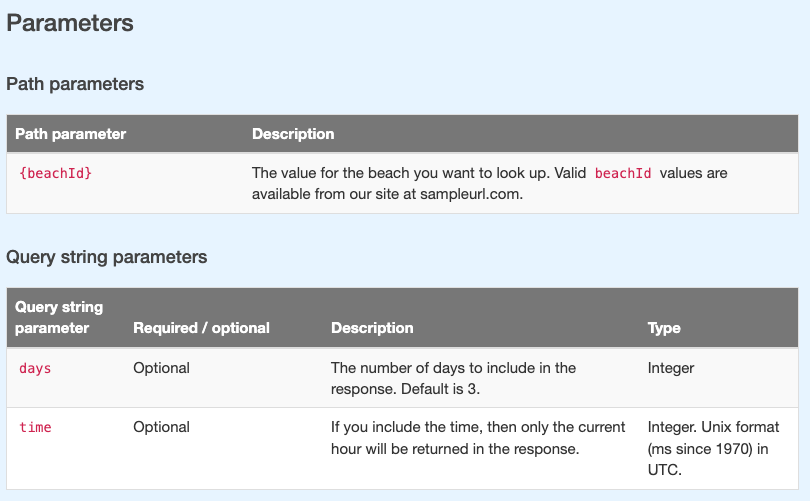 Parameters
Path parameters
Path parameter Description
{beachId} The value for the beach you want to look up. Valid beachId values are
available from our site at sampleurl.com.
Query string parameters
Query string
parameter Required / optional Description Type
days Optional The number of days to include in the Integer
response. Default is 3.
time Optional If you include the time, then only the current Integer. Unix format
hour will be returned in the response. (ms since 1970) in
UTC.